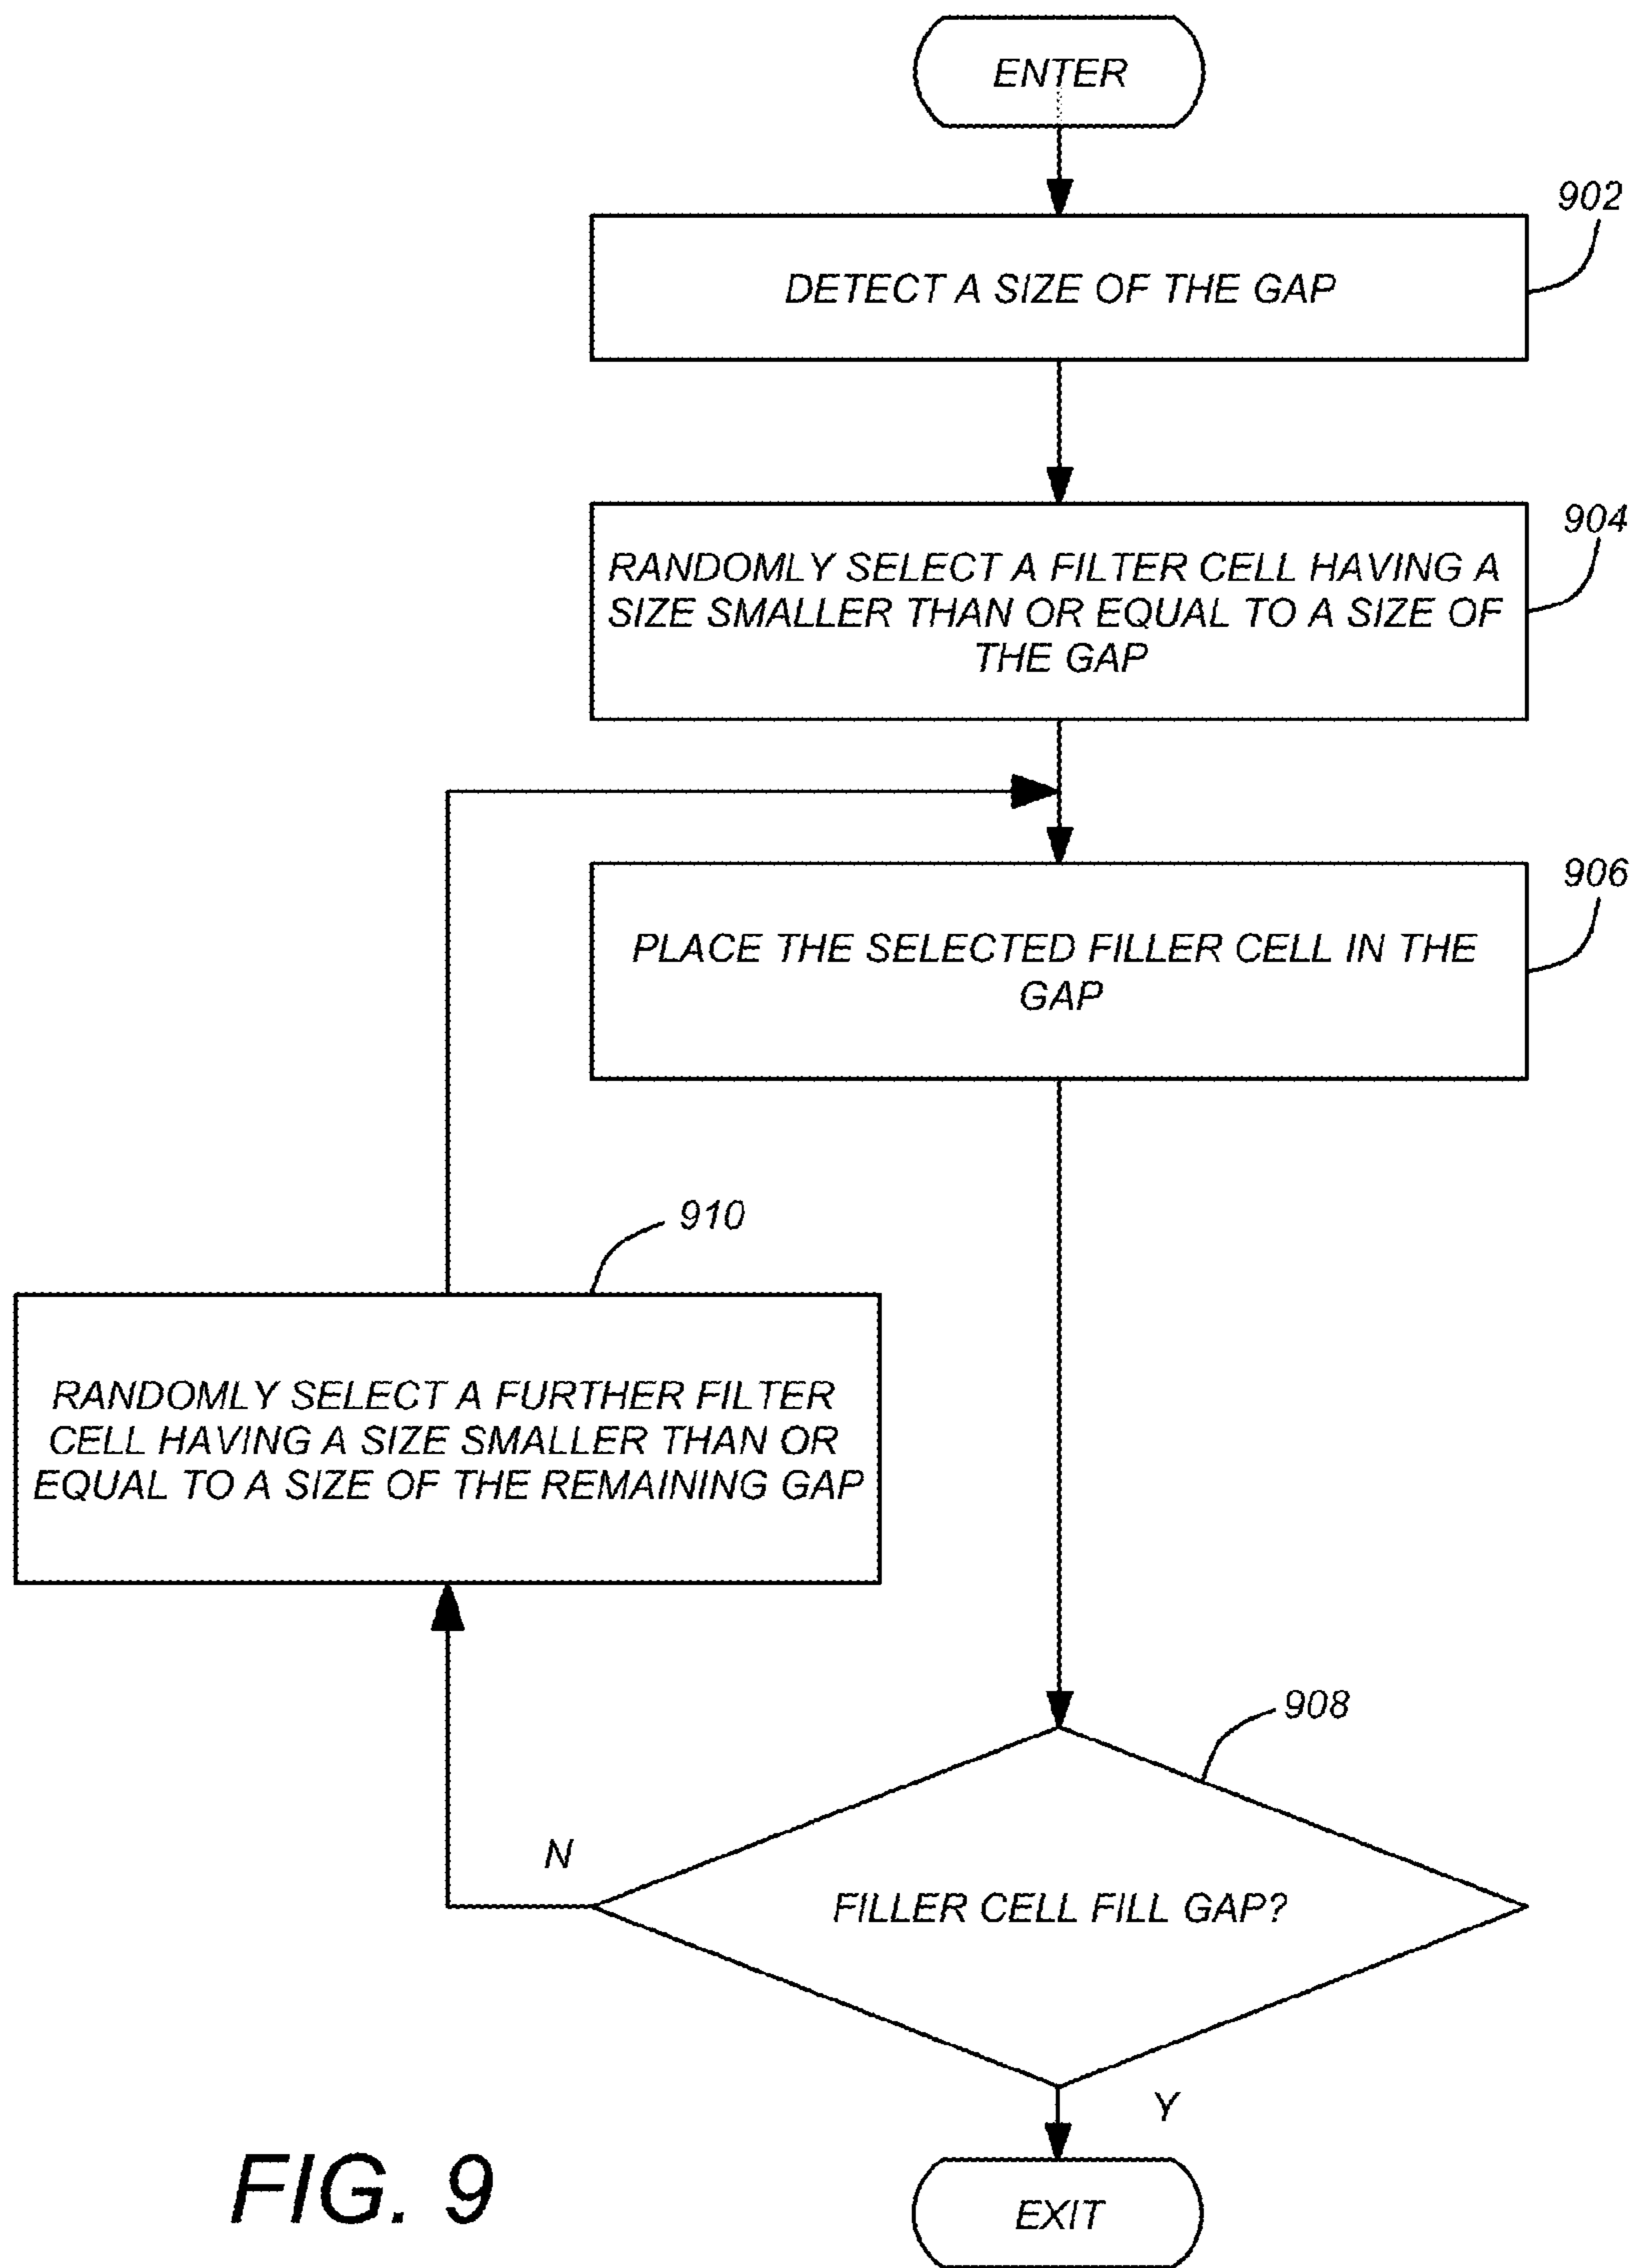 ENTER
902
DETECT A SIZE OF THE GAP
904
RANDOMLY SELECT A FILTER CELL HAVING A
SIZE SMALLER THAN OR EQUAL TO A SIZE OF
THE GAP
906
PLACE THE SELECTED FILLER CELL IN THE
GAP
910
RANDOMLY SELECT A FURTHER FILTER
CELL HAVING A SIZE SMALLER THAN OR
EQUAL TO A SIZE OF THE REMAINING GAP
908
N
FILLER CELL FILL GAP?
Y
EXIT
FIG. 9